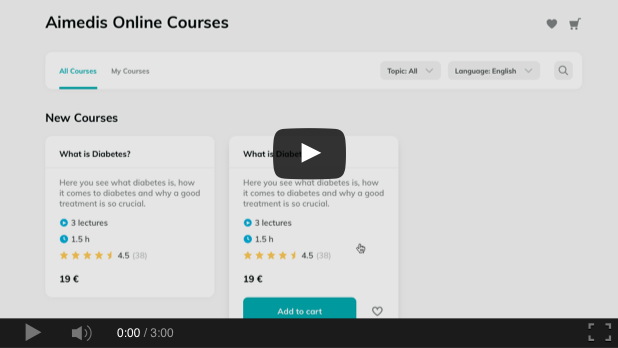 Aimedis Online Courses
All Courses My Courses Topic: All Language: English
New Courses
What is Diabetes?
Here you see what diabetes is, how
it comes to diabetes and why a good
treatment is so crucial.
3 lectures
1.5 h
4.5 (38)
19 €
What is Diabet
Here you see what diabetes is, how
it comes to diabetes and why a good
treatment is so crucial.
3 lectures
1.5 h
4.5 (38)
19 €
Add to cart
0:00 / 3:00